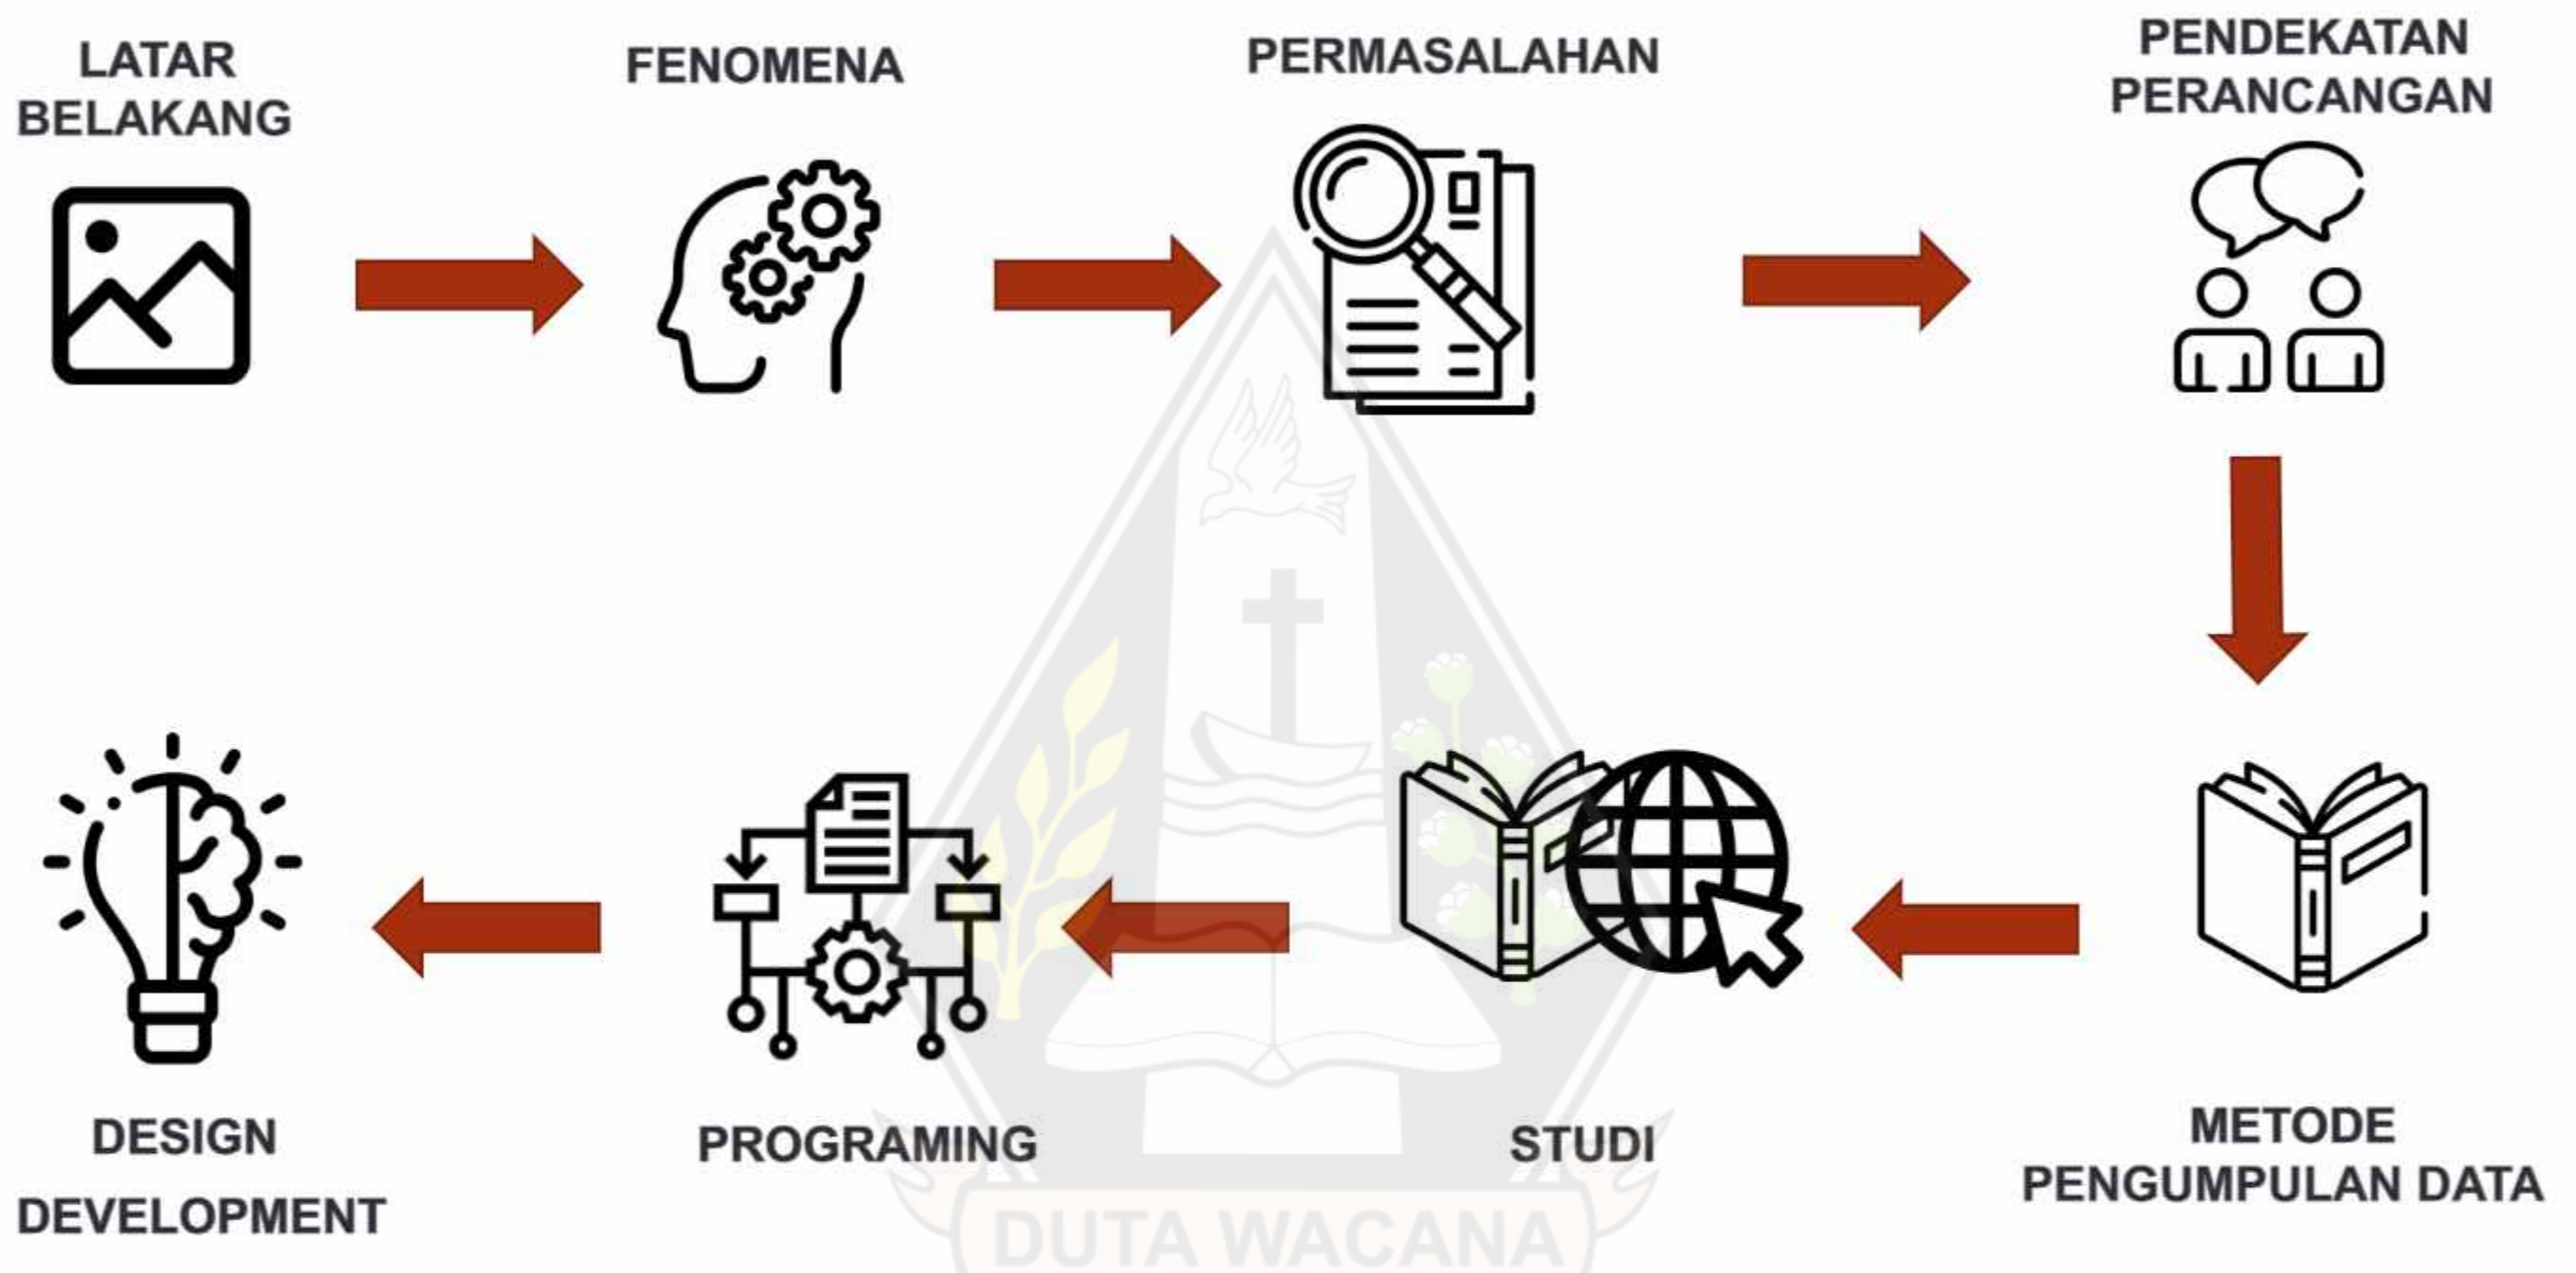 LATAR
BELAKANG
FENOMENA
PERMASALAHAN
PENDEKATAN
PERANCANGAN
METODE
PENGUMPULAN DATA
STUDI
PROGRAMING
DESIGN
DEVELOPMENT
DUTA WACANA